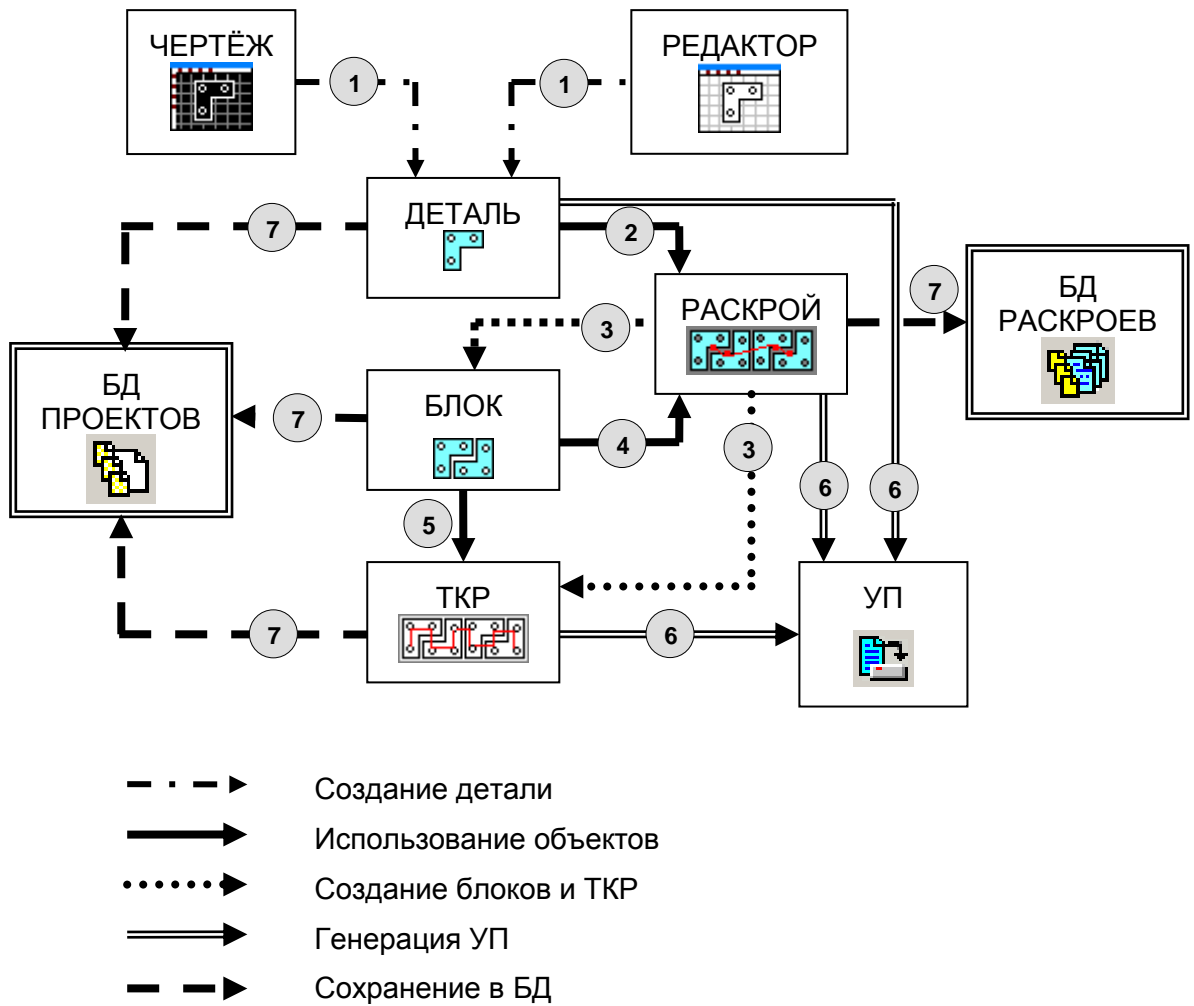 ЧЕРТЁЖ
РЕДАКТОР
1
1
ДЕТАЛЬ
7
2
БД
РАСКРОЕВ
7
РАСКРОЙ
3
БД
ПРОЕКТОВ
7
БЛОК
4
3
6
6
5
ТКР
УП
7
6
Создание детали
Использование объектов
Создание блоков и ТКР
Генерация УП
Сохранение в БД